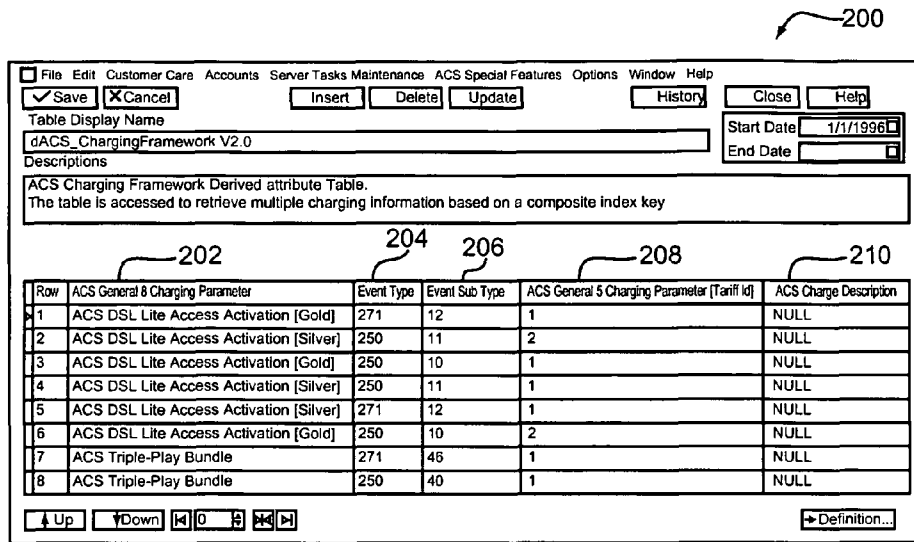 200
File Edit Customer Care Accounts Server Tasks Maintenance ACS Special Features Options Window Help
Save Cancel Insert Delete Update History Close Help
Table Display Name
dACS_ChargingFramework V2.0
Start Date 1/1/1996
End Date
Descriptions
ACS Charging Framework Derived attribute Table.
The table is accessed to retrieve multiple charging information based on a composite index key
202 204 206 208 210
Row ACS General 8 Charging Parameter Event Type Event Sub Type ACS General 5 Charging Parameter [Tariff Id] ACS Charge Description
1 ACS DSL Lite Access Activation [Gold] 271 12 1 NULL
2 ACS DSL Lite Access Activation [Silver] 250 11 2 NULL
3 ACS DSL Lite Access Activation [Gold] 250 10 1 NULL
4 ACS DSL Lite Access Activation [Silver] 250 11 1 NULL
5 ACS DSL Lite Access Activation [Silver] 271 12 1 NULL
6 ACS DSL Lite Access Activation [Gold] 250 10 2 NULL
7 ACS Triple-Play Bundle 271 46 1 NULL
8 ACS Triple-Play Bundle 250 40 1 NULL
Up Down 0 Definition...